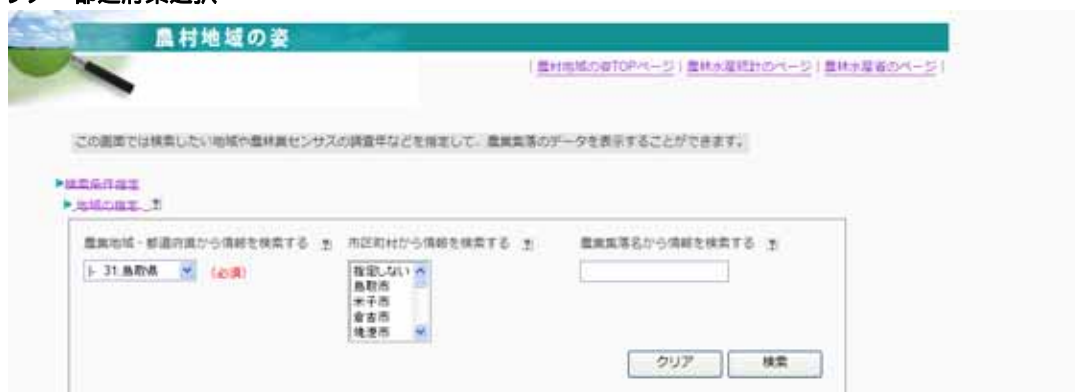 農村地域の姿
| 農村地域の姿TOPページ | 農林水産統計のページ | 農林水産省のページ |
この画面では検索したい地域や農林業センサスの調査年などを指定して、農業集落のデータを表示することができます。
検索条件指定
地域の指定
農業地域・都道府県から情報を検索する ? 市区町村から情報を検索する ? 農業集落名から情報を検索する ?
├ 31.鳥取県 (必須) 指定しない
鳥取市
米子市
倉吉市
境港市
クリア 検索